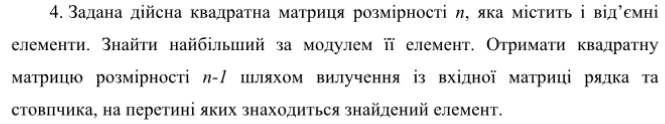 4. Задана дійсна квадратна матриця розмірності n, яка містить і від’ємні
елементи. Знайти найбільший за модулем її елемент. Отримати квадратну
матрицю розмірності n-1 шляхом вилучення із вхідної матриці рядка та
стовпчика, на перетині яких знаходиться знайдений елемент.